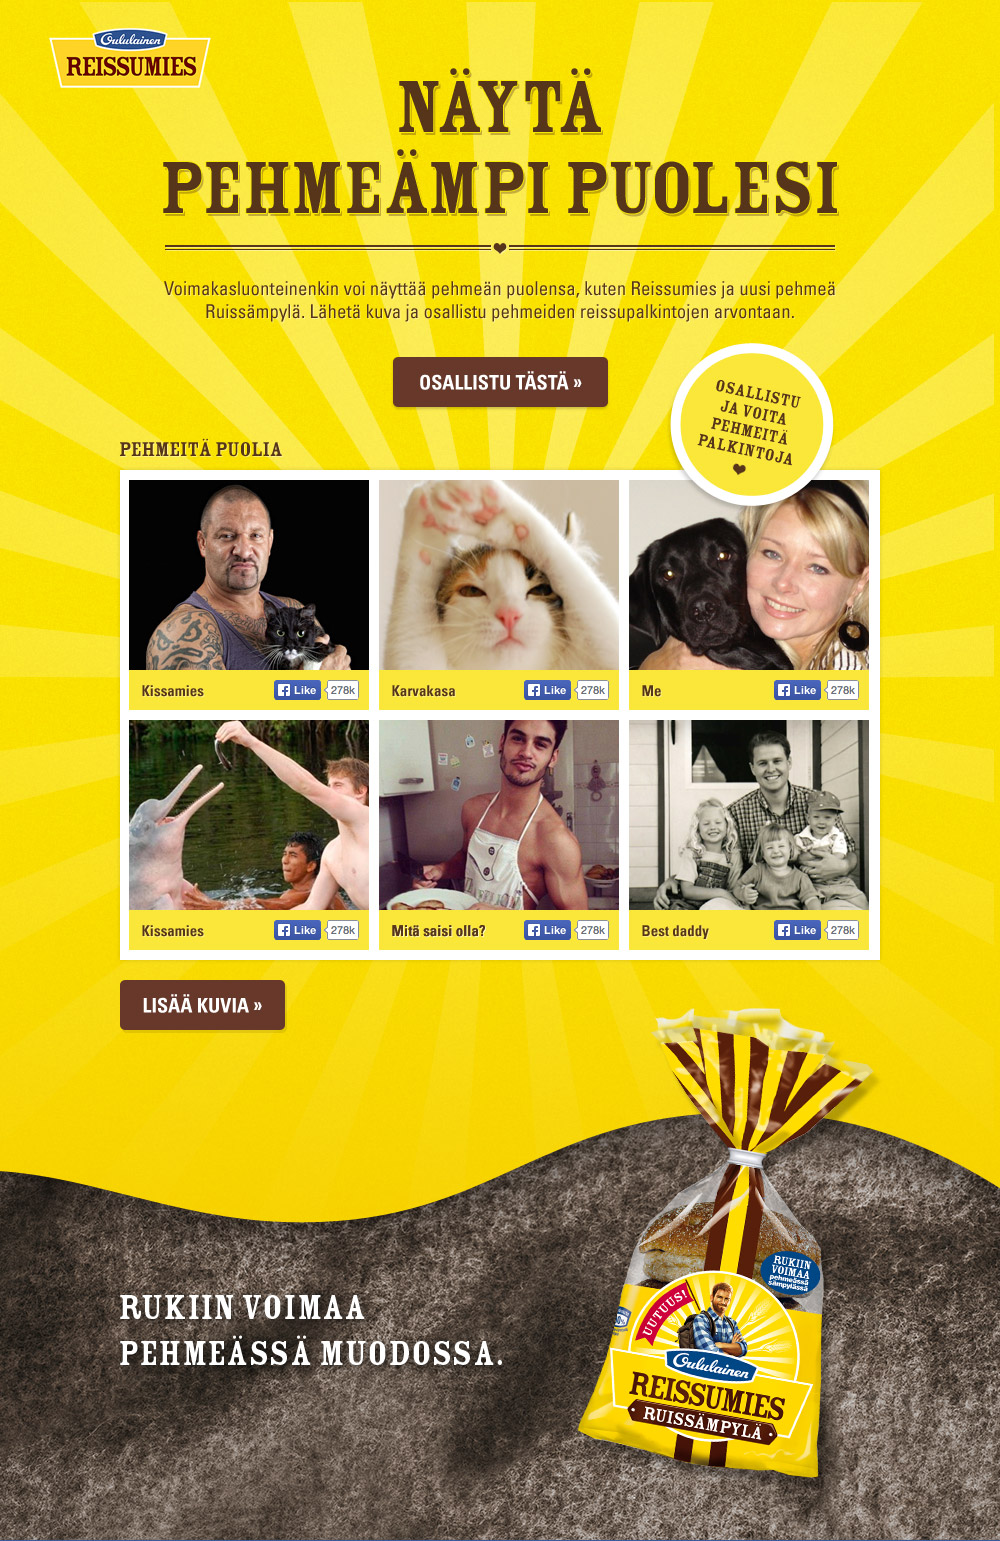 Oululainen
REISSUMIES
NÄYTÄ
PEHMEÄMPI PUOLESI
Voimakasluonteinenkin voi näyttää pehmeän puolensa, kuten Reissumies ja uusi pehmeä
Ruissämpylä. Lähetä kuva ja osallistu pehmeiden reissupalkintojen arvontaan.
OSALLISTU TÄSTÄ »
OSALLISTU
JA VOITA
PEHMEITÄ
PALKINTOJA
PEHMEITÄ PUOLIA
Kissamies Like 278k
Karvakasa Like 278k
Me Like 278k
Kissamies Like 278k
Mitä saisi olla? Like 278k
Best daddy Like 278k
LISÄÄ KUVIA »
RUKIIN VOIMAA
PEHMEÄSSÄ MUODOSSA.
RUKIIN
VOIMAA
pehmeässä
sämpylässä
UUTUUS!
Oululainen
REISSUMIES
RUISSÄMPYLÄ